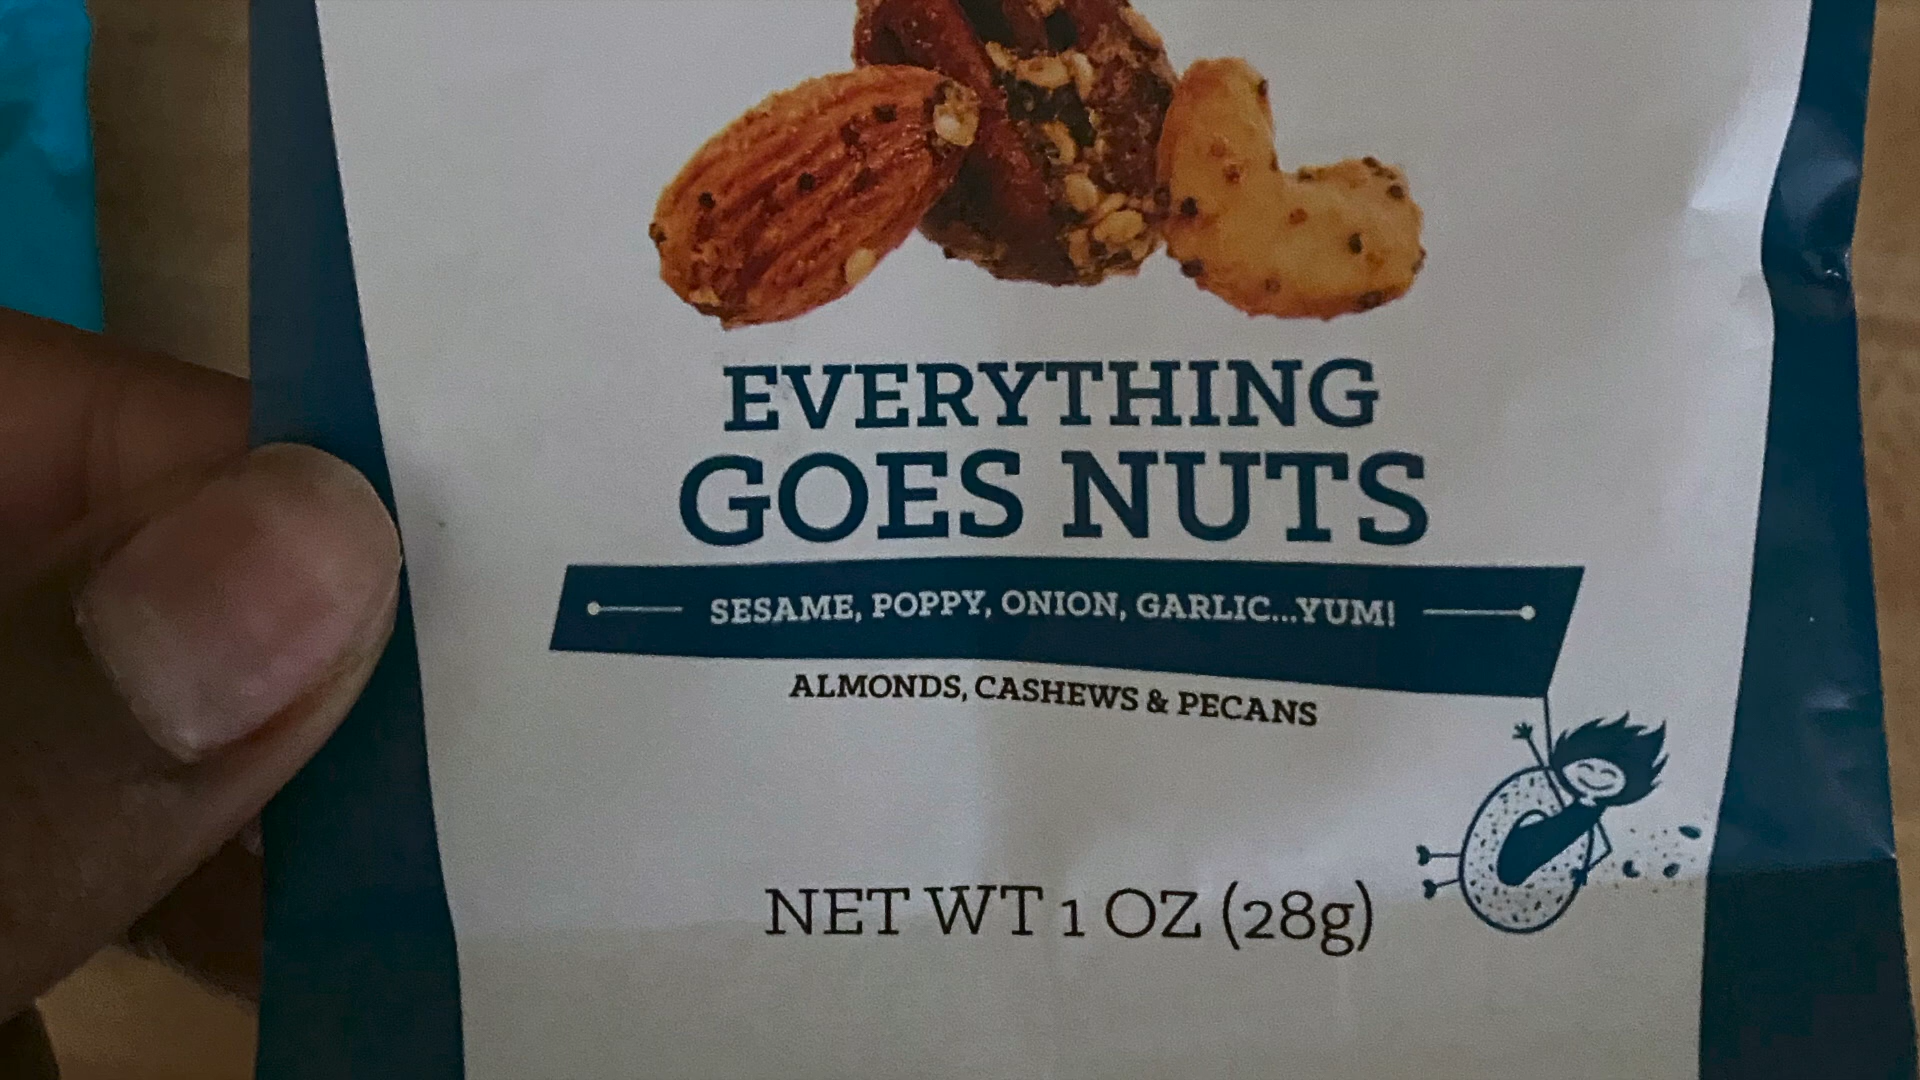 EVERYTHING
GOES NUTS
SESAME, POPPY, ONION, GARLIC...YUM!
ALMONDS, CASHEWS & PECANS
NET WT 1 OZ (28g)